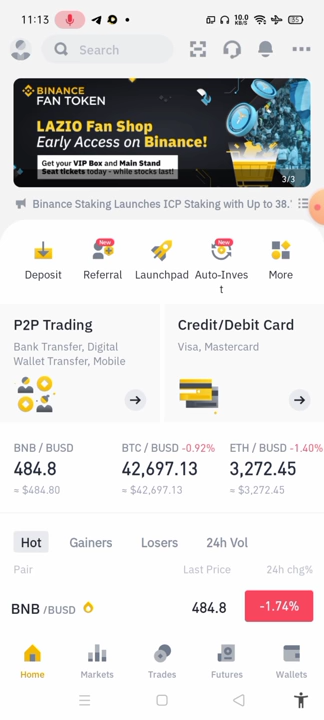 11:13
10.0
KB/S
85
Search
BINANCE
FAN TOKEN
LAZIO Fan Shop
Early Access on Binance!
Get your VIP Box and Main Stand
Seat tickets today - while stocks last!
3/3
Binance Staking Launches ICP Staking with Up to 38.
New
New
Deposit
Referral
Launchpad
Auto-Inves
t
More
P2P Trading
Bank Transfer, Digital
Wallet Transfer, Mobile
Credit/Debit Card
Visa, Mastercard
BNB / BUSD
484.8
≈ $484.80
BTC / BUSD -0.92%
42,697.13
≈ $42,697.13
ETH / BUSD -1.40%
3,272.45
≈ $3,272.45
Hot Gainers Losers 24h Vol
Pair Last Price 24h chg%
BNB /BUSD 484.8 -1.74%
Home Markets Trades Futures Wallets